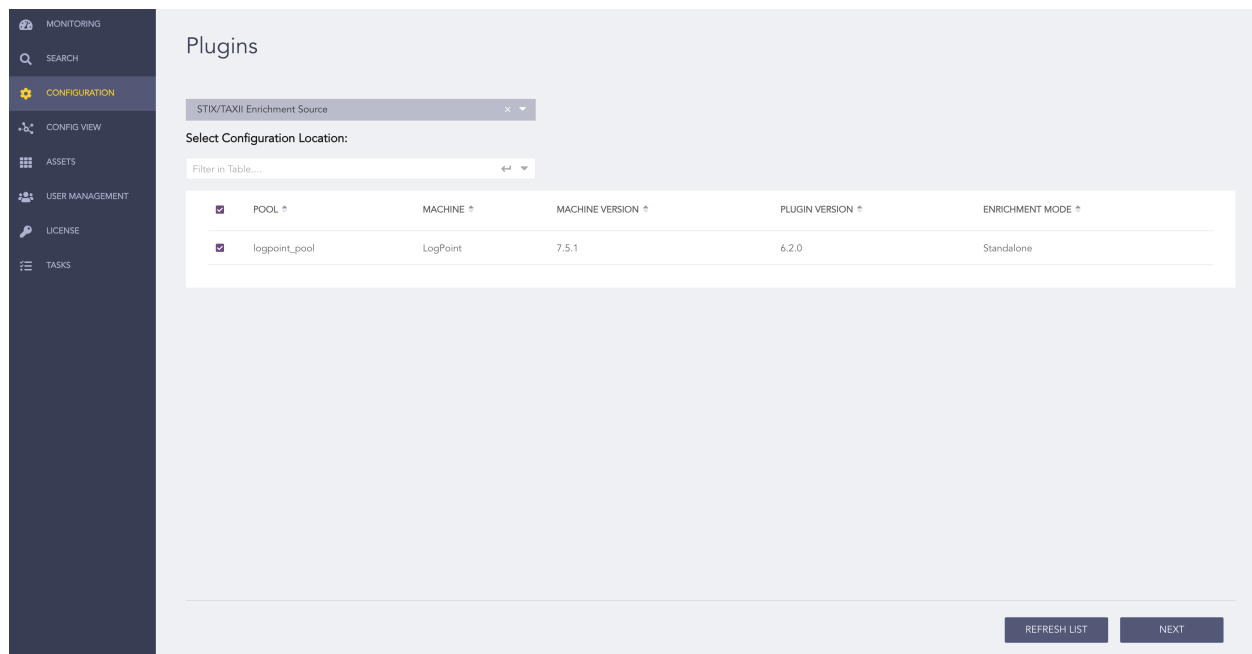 MONITORING
SEARCH
CONFIGURATION
CONFIG VIEW
ASSETS
USER MANAGEMENT
LICENSE
TASKS
Plugins
STIX/TAXII Enrichment Source
Select Configuration Location:
Filter in Table....
POOL MACHINE MACHINE VERSION PLUGIN VERSION ENRICHMENT MODE
logpoint_pool LogPoint 7.5.1 6.2.0 Standalone
REFRESH LIST NEXT